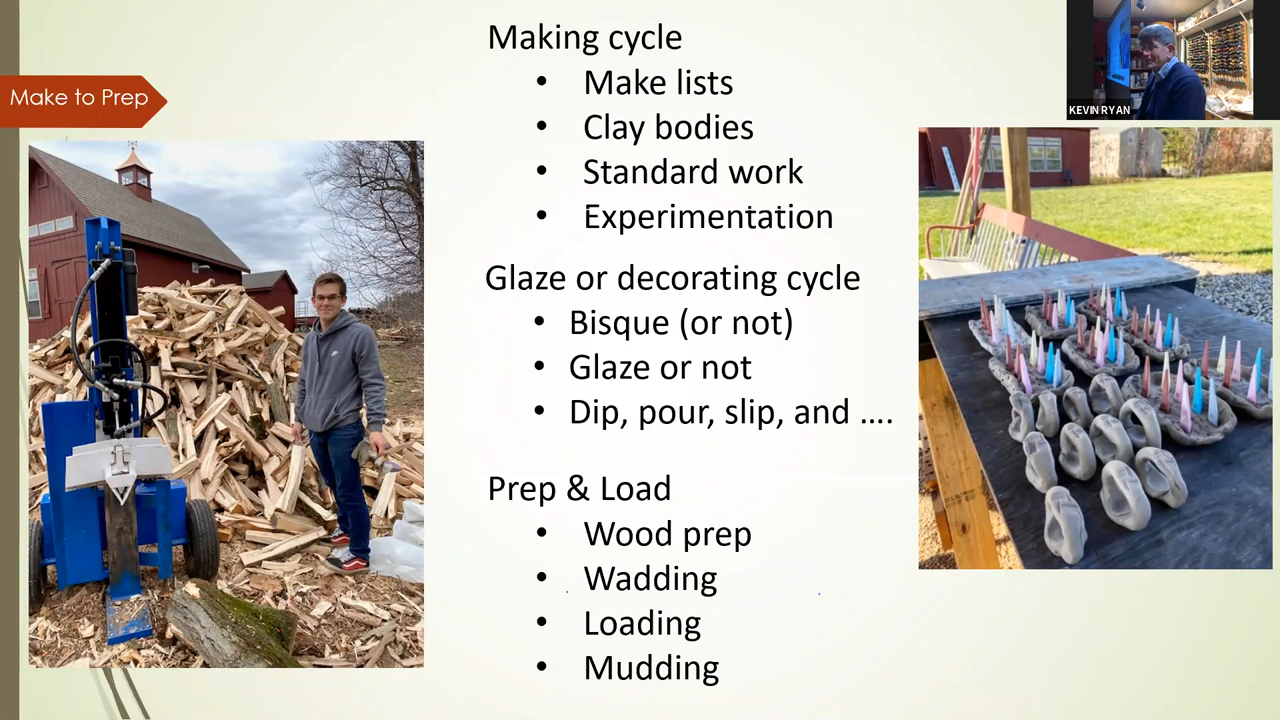 Make to Prep
Making cycle
• Make lists
• Clay bodies
• Standard work
• Experimentation
Glaze or decorating cycle
• Bisque (or not)
• Glaze or not
• Dip, pour, slip, and ....
Prep & Load
• Wood prep
• Wadding
• Loading
• Mudding
KEVIN RYAN